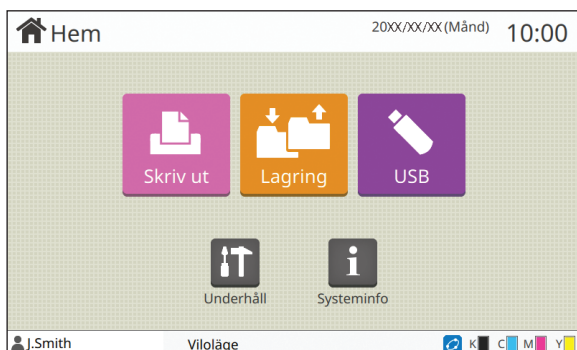 Hem 20XX/XX/XX (Månd) 10:00
Skriv ut Lagring USB
Underhåll Systeminfo
J.Smith Viloläge K C M Y